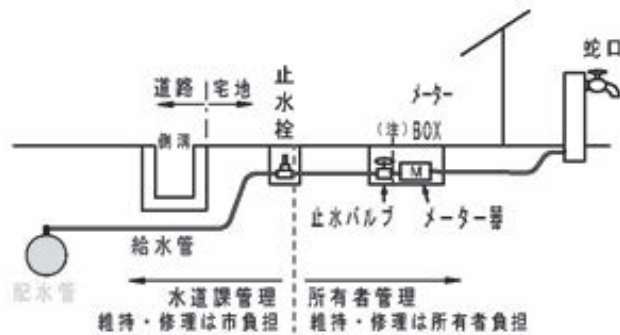 蛇口
道路 宅地
止水栓
メーター
(注)BOX
側溝
M
止水バルブ
メーター器
給水管
配水管
水道課管理
所有者管理
維持・修理は市負担
維持・修理は所有者負担